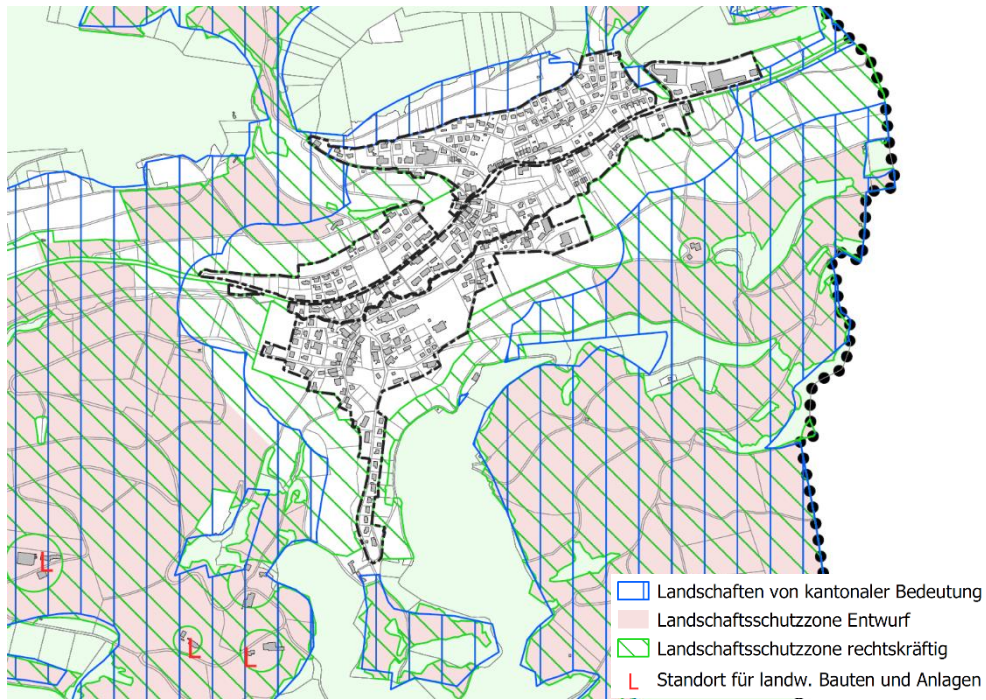 L
L
L
Landschaften von kantonaler Bedeutung
Landschaftsschutzzone Entwurf
Landschaftsschutzzone rechtskräftig
L Standort für landw. Bauten und Anlagen